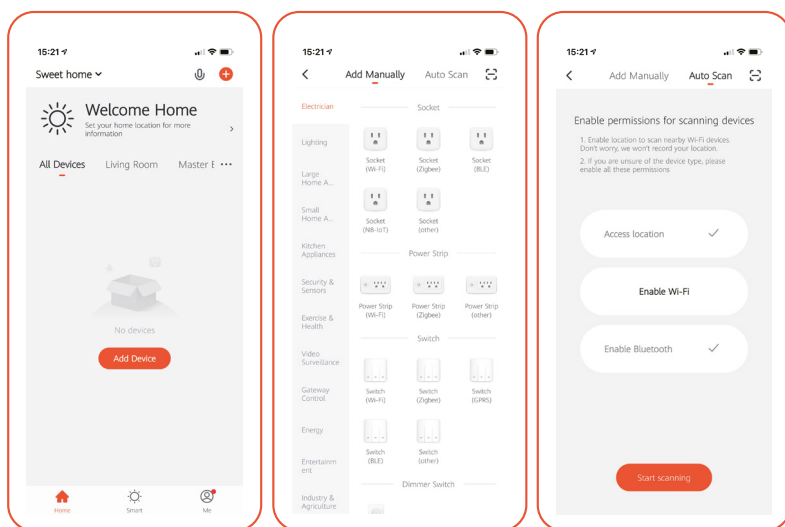 15:21
Sweet home
Welcome Home
Set your home location for more
information
All Devices
Living Room
Master E
No devices
Add Device
Home
Smart
Me
15:21
Add Manually
Auto Scan
Electrician
Lighting
Large
Home A...
Small
Home A...
Kitchen
Appliances
Security &
Sensors
Exercise &
Health
Video
Surveillance
Gateway
Control
Energy
Entertainm
ent
Industry &
Agriculture
Socket
Socket
(Wi-Fi)
Socket
(Zigbee)
Socket
(BLE)
Socket
(NB-IoT)
Socket
(other)
Power Strip
Power Strip
(Wi-Fi)
Power Strip
(Zigbee)
Power Strip
(other)
Switch
Switch
(Wi-Fi)
Switch
(Zigbee)
Switch
(GPRS)
Switch
(BLE)
Switch
(other)
Dimmer Switch
15:21
Add Manually
Auto Scan
Enable permissions for scanning devices
1. Enable location to scan nearby Wi-Fi devices.
Don't worry, we won't record your location.
2. If you are unsure of the device type, please
enable all these permissions
Access location
Enable Wi-Fi
Enable Bluetooth
Start scanning